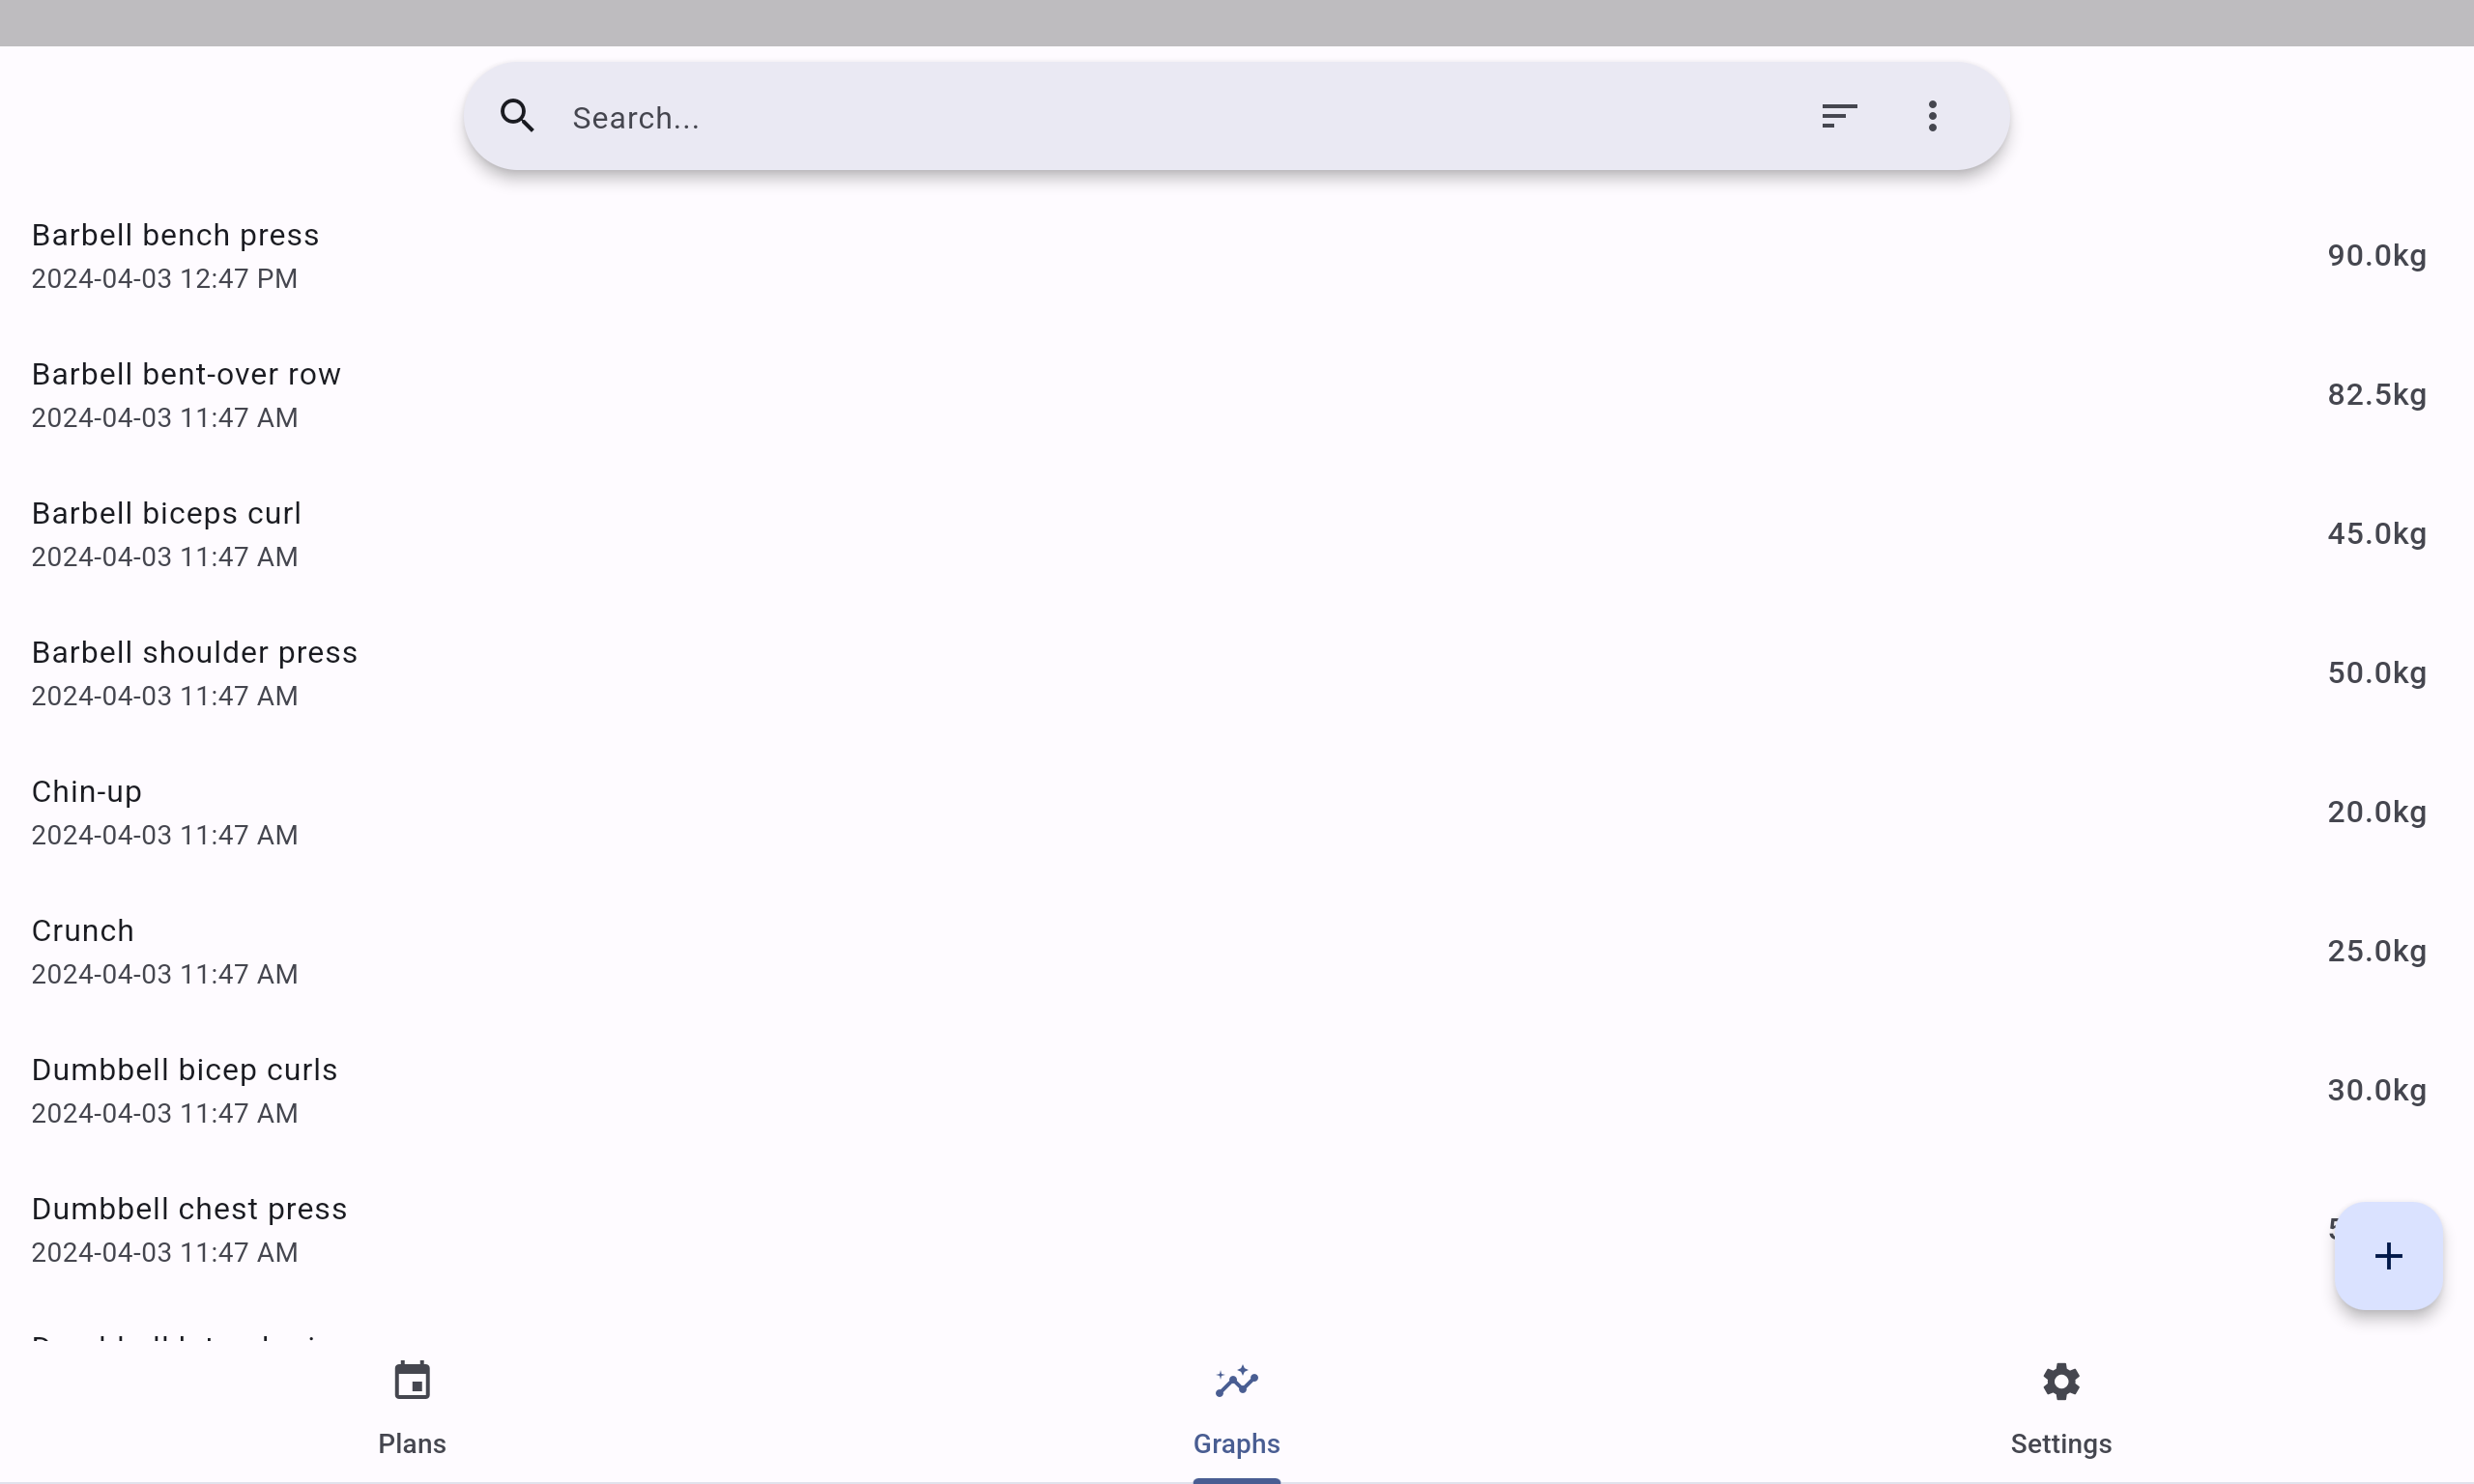 Search...
Barbell bench press
2024-04-03 12:47 PM
90.0kg
Barbell bent-over row
2024-04-03 11:47 AM
82.5kg
Barbell biceps curl
2024-04-03 11:47 AM
45.0kg
Barbell shoulder press
2024-04-03 11:47 AM
50.0kg
Chin-up
2024-04-03 11:47 AM
20.0kg
Crunch
2024-04-03 11:47 AM
25.0kg
Dumbbell bicep curls
2024-04-03 11:47 AM
30.0kg
Dumbbell chest press
2024-04-03 11:47 AM
Plans
Graphs
Settings